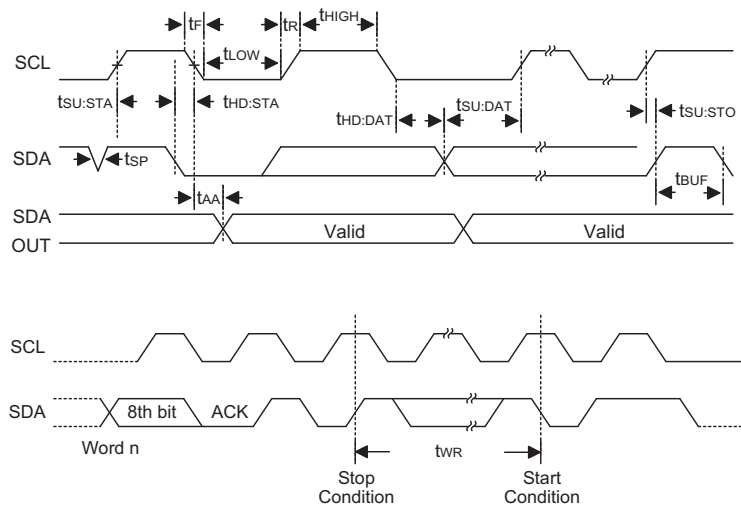 tF
tR
tHIGH
SCL
tLOW
tSU:STA
tHD:STA
tHD:DAT
tSU:DAT
tSU:STO
SDA
tSP
tBUF
tAA
SDA
OUT
Valid
Valid
SCL
SDA
8th bit
ACK
Word n
tWR
Stop
Condition
Start
Condition